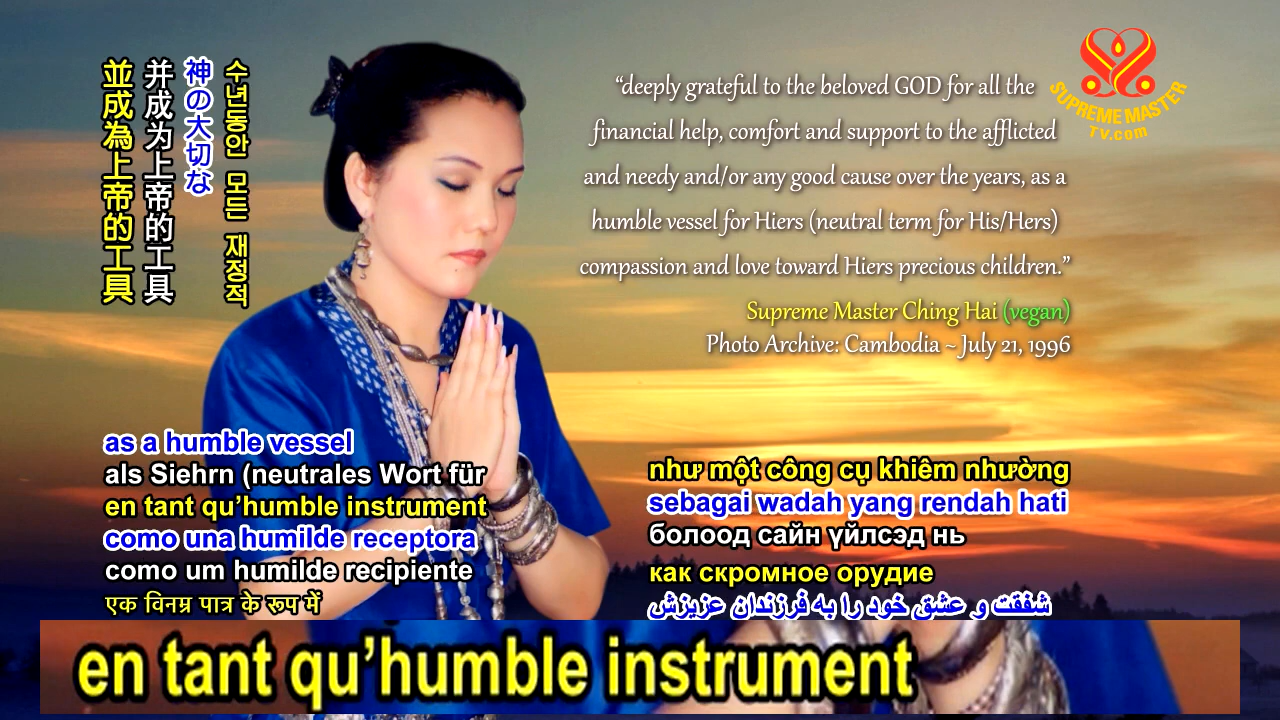 並成為上帝的工具
并成为上帝的工具
神の大切な
수년동안 모든 재정적
“deeply grateful to the beloved GOD for all the
financial help, comfort and support to the afflicted
and needy and/or any good cause over the years, as a
humble vessel for Hiers (neutral term for His/Hers)
compassion and love toward Hiers precious children.”
Supreme Master Ching Hai (vegan)
Photo Archive: Cambodia ~ July 21, 1996
SUPREME MASTER
Tv.com
as a humble vessel
als Siehrn (neutrales Wort für
en tant qu’humble instrument
como una humilde receptora
como um humilde recipiente
एक विनम्र पात्र के रूप में
như một công cụ khiêm nhường
sebagai wadah yang rendah hati
болоод сайн үйлсэд нь
как скромное орудие
شفقت و عشق خود را به فرزندان عزیزش
en tant qu’humble instrument